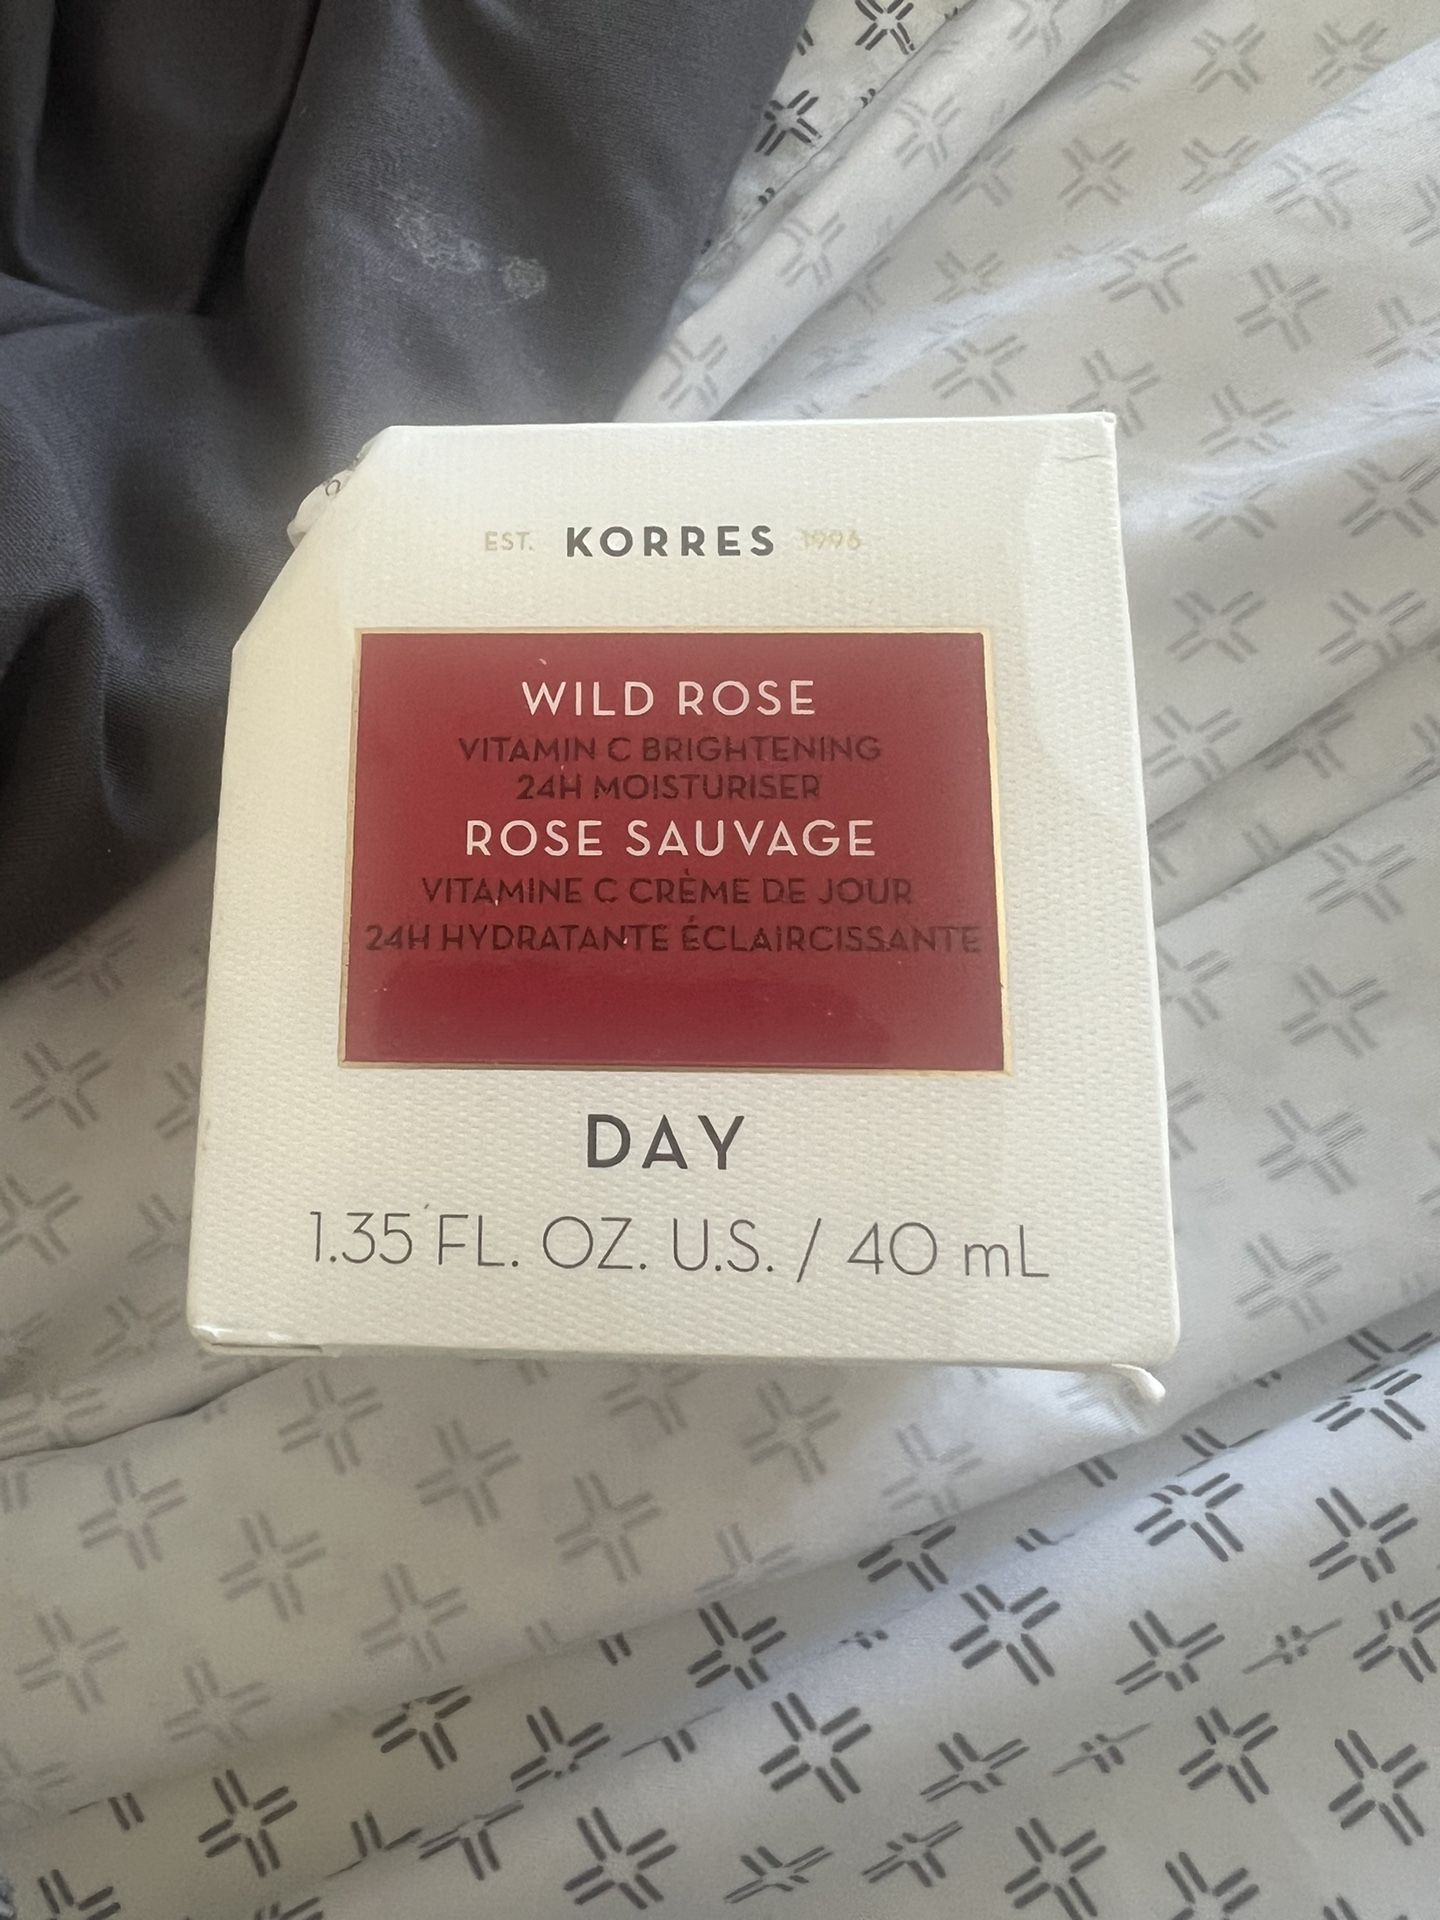 EST. KORRES 1996
WILD ROSE
VITAMIN C BRIGHTENING
24H MOISTURISER
ROSE SAUVAGE
VITAMINE C CRÈME DE JOUR
24H HYDRATANTE ÉCLAIRCISSANTE
DAY
1.35 FL. OZ. U.S. / 40 mL